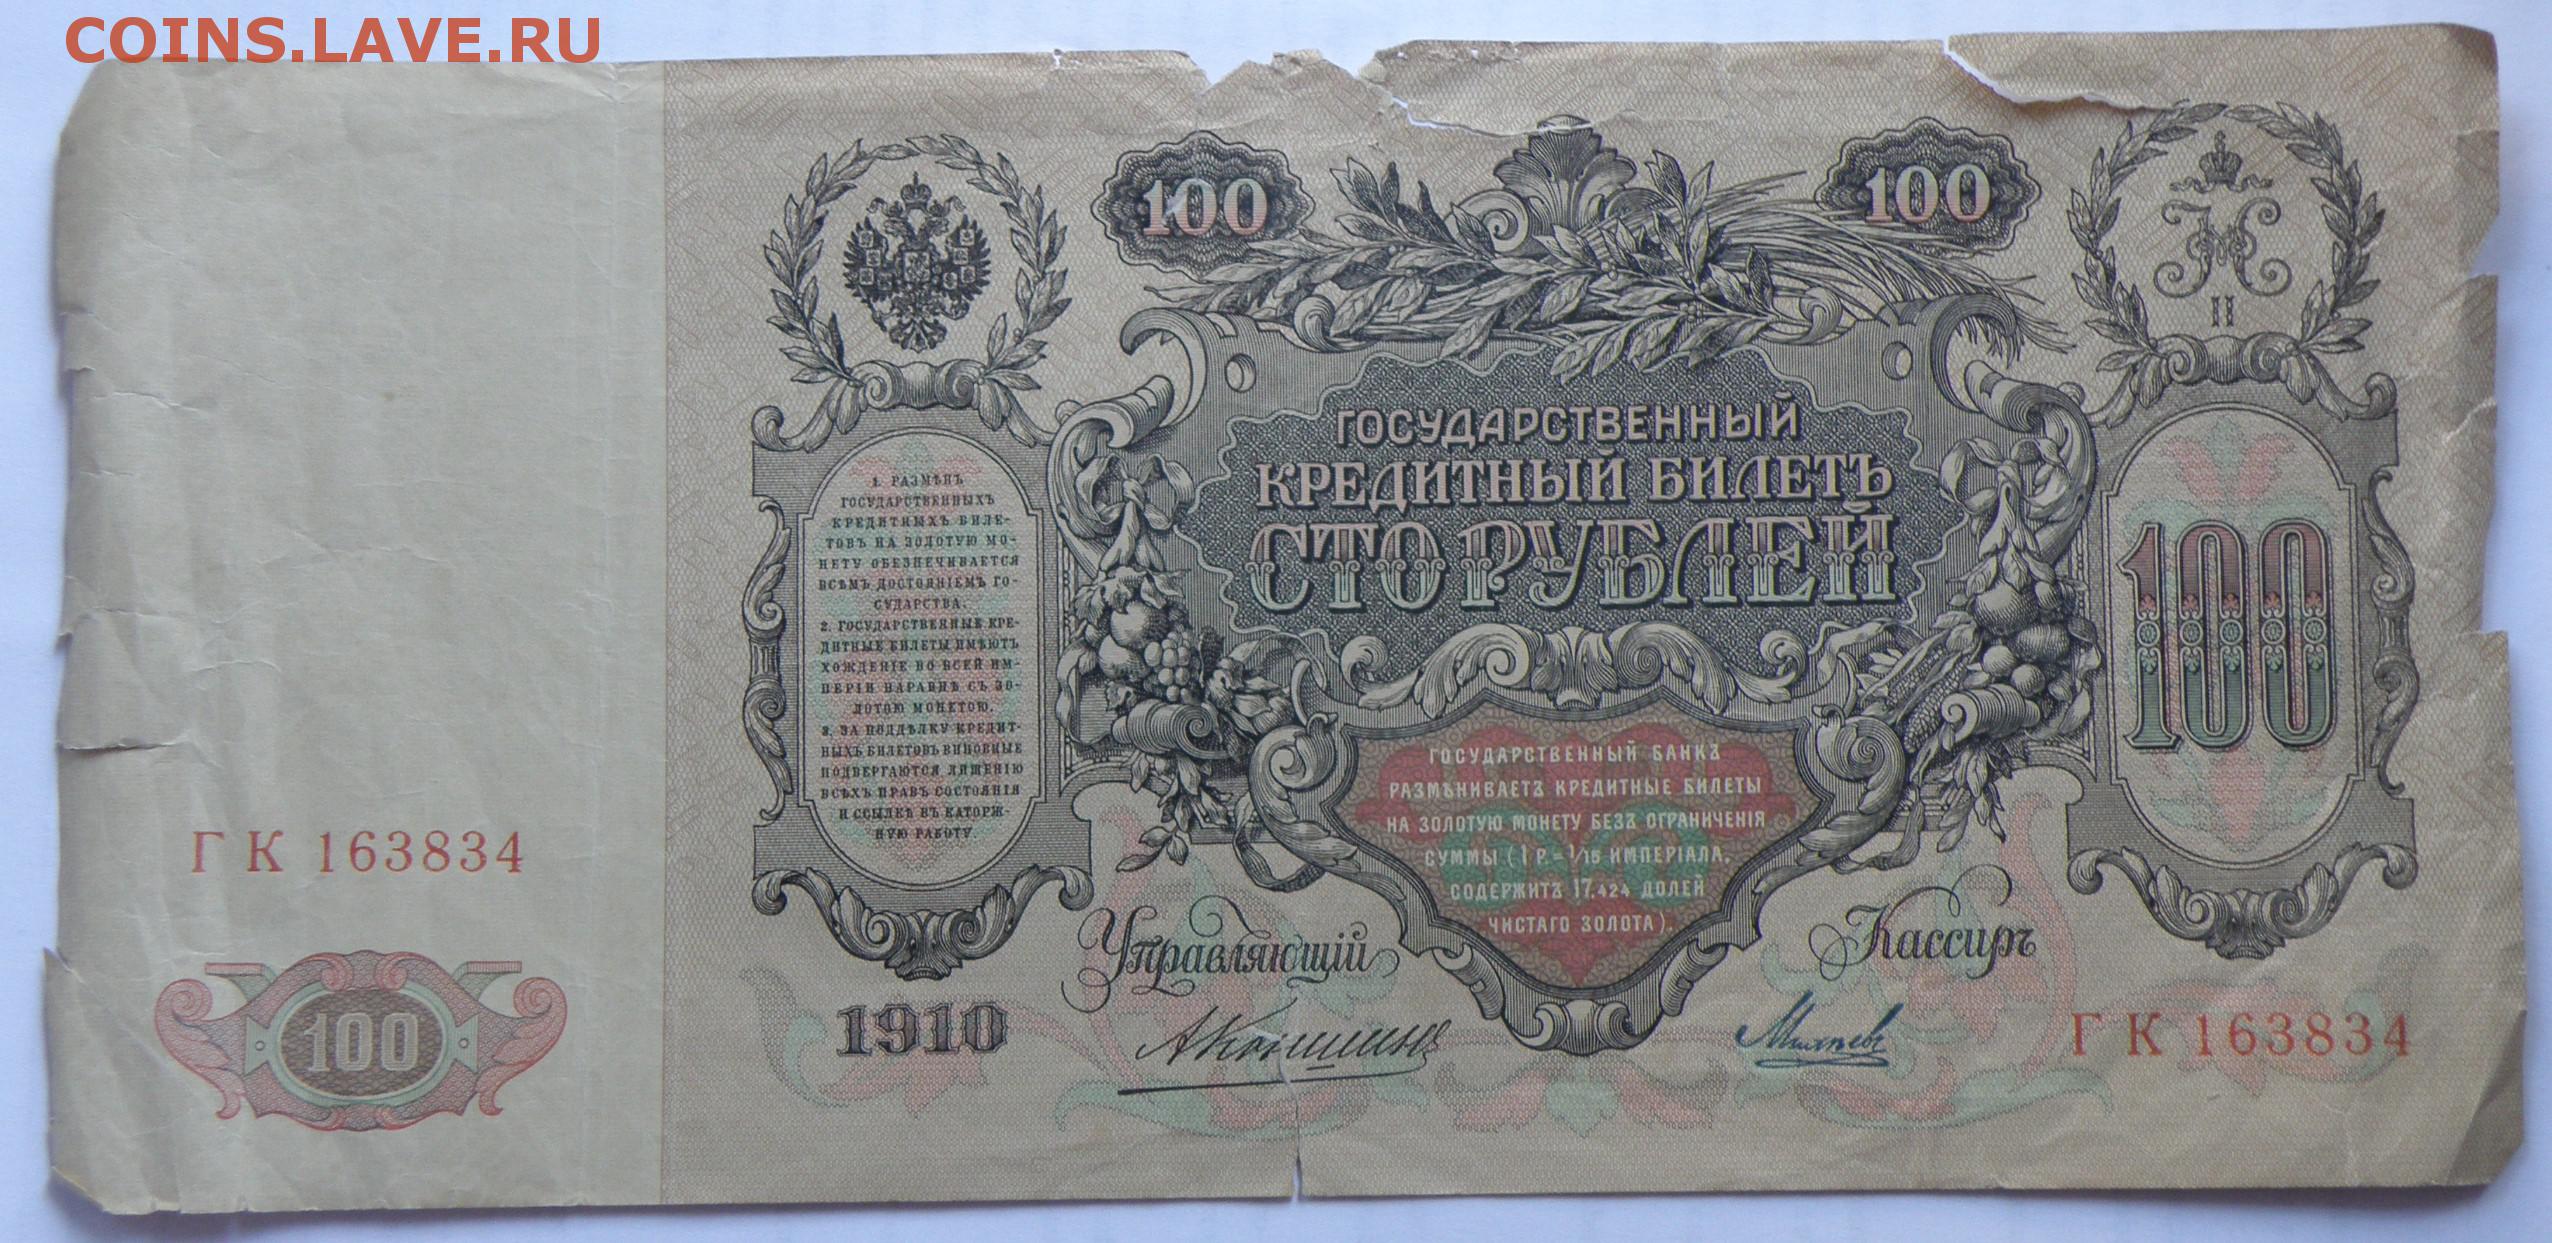 COINS.LAVE.RU
100
100
II
ГОСУДАРСТВЕННЫЙ
КРЕДИТНЫЙ БИЛЕТЪ
СТО РУБЛЕЙ
1. РАЗМѢНЪ
ГОСУДАРСТВЕННЫХЪ
КРЕДИТНЫХЪ БИЛЕ-
ТОВЪ НА ЗОЛОТУЮ МО-
НЕТУ ОБЕЗПЕЧИВАЕТСЯ
ВСѢМЪ ДОСТОЯНІЕМЪ ГО-
СУДАРСТВА.
2. ГОСУДАРСТВЕННЫЕ КРЕ-
ДИТНЫЕ БИЛЕТЫ ИМѢЮТЪ
ХОЖДЕНІЕ ВО ВСЕЙ ИМ-
ПЕРІИ НАРАВНѢ СЪ ЗО-
ЛОТОЮ МОНЕТОЮ.
3. ЗА ПОДДѢЛКУ КРЕДИТ-
НЫХЪ БИЛЕТОВЪ ВИНОВНЫЕ
ПОДВЕРГАЮТСЯ ЛИШЕНІЮ
ВСѢХЪ ПРАВЪ СОСТОЯНІЯ
И ССЫЛКѢ ВЪ КАТОРЖ-
НУЮ РАБОТУ.
100
ГОСУДАРСТВЕННЫЙ БАНКЪ
РАЗМѢНИВАЕТЪ КРЕДИТНЫЕ БИЛЕТЫ
НА ЗОЛОТУЮ МОНЕТУ БЕЗЪ ОГРАНИЧЕНІЯ
СУММЫ (1 Р. = 1/15 ИМПЕРІАЛА,
СОДЕРЖИТЪ 17,424 ДОЛЕЙ
ЧИСТАГО ЗОЛОТА).
ГК 163834
Управляющій
Кассиръ
100
1910
АКоншинъ
ГК 163834